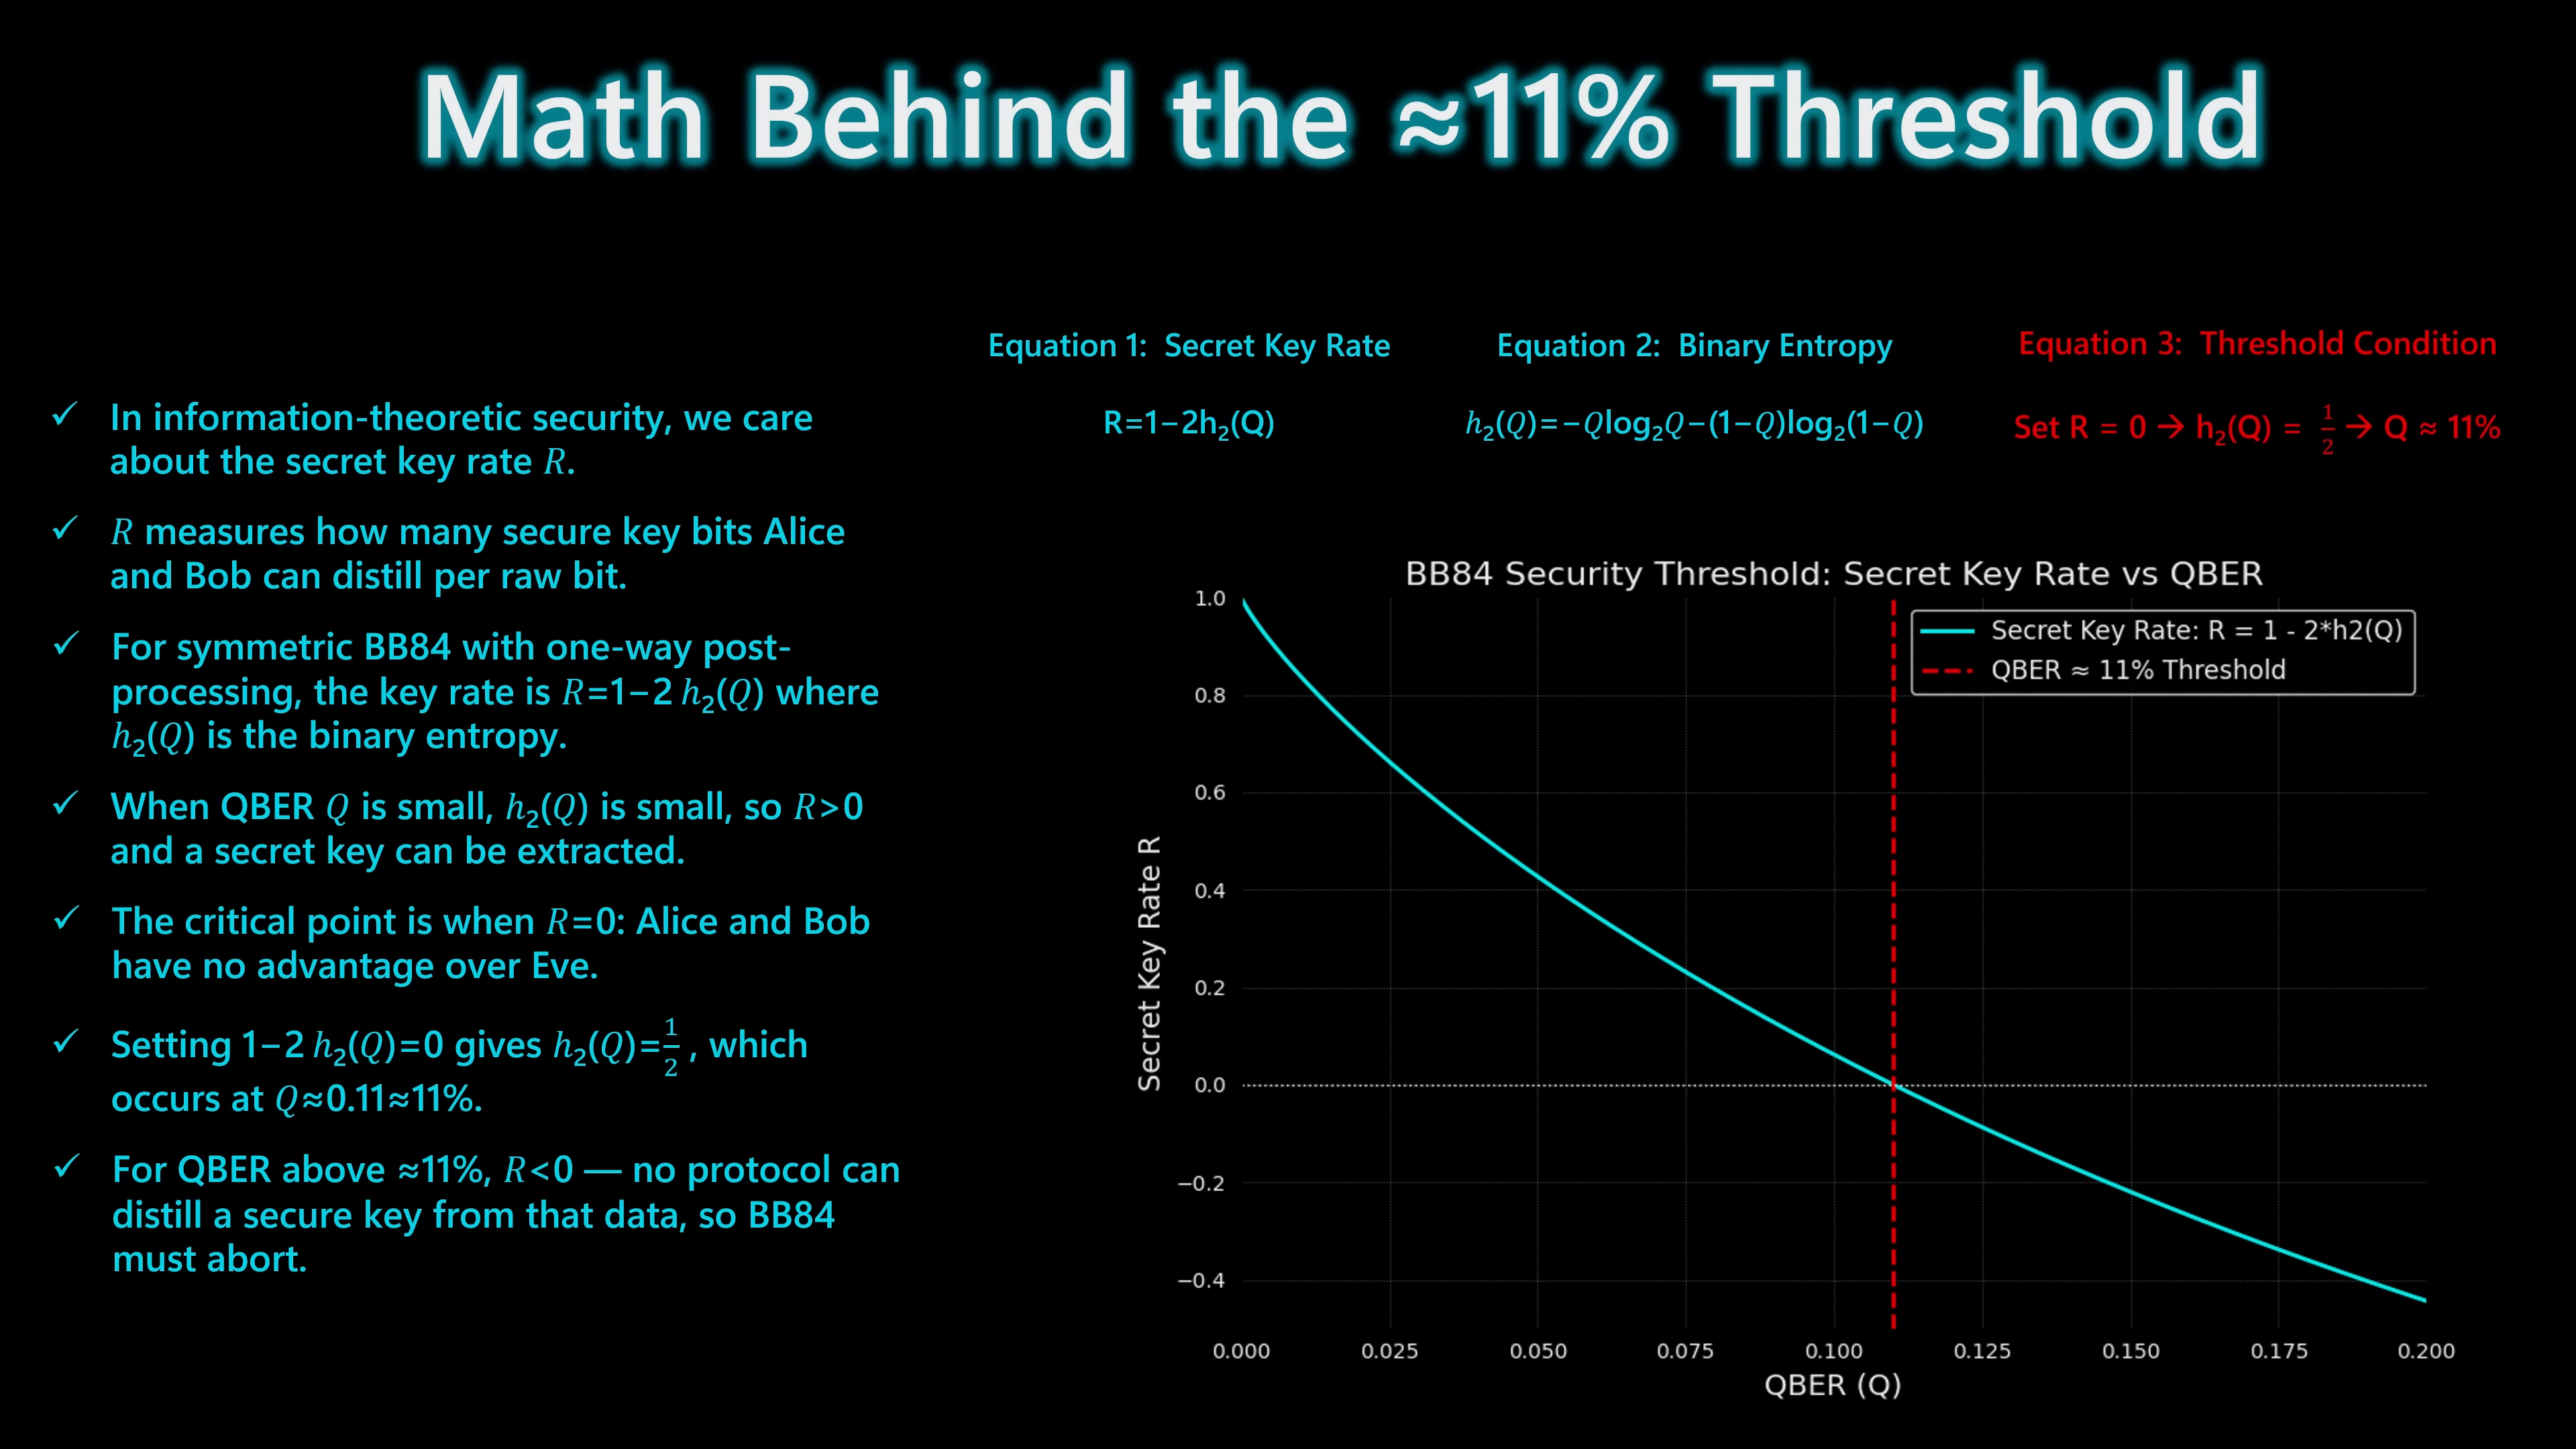 Math Behind the ≈11% Threshold
✓ In information-theoretic security, we care
about the secret key rate R.
✓ R measures how many secure key bits Alice
and Bob can distill per raw bit.
✓ For symmetric BB84 with one-way post-
processing, the key rate is R=1−2 h₂(Q) where
h₂(Q) is the binary entropy.
✓ When QBER Q is small, h₂(Q) is small, so R>0
and a secret key can be extracted.
✓ The critical point is when R=0: Alice and Bob
have no advantage over Eve.
✓ Setting 1−2 h₂(Q)=0 gives h₂(Q)=1/2 , which
occurs at Q≈0.11≈11%.
✓ For QBER above ≈11%, R<0 — no protocol can
distill a secure key from that data, so BB84
must abort.
Equation 1: Secret Key Rate
R=1−2h₂(Q)
Equation 2: Binary Entropy
h₂(Q)=−Qlog₂Q−(1−Q)log₂(1−Q)
Equation 3: Threshold Condition
Set R = 0 → h₂(Q) = 1/2 → Q ≈ 11%
BB84 Security Threshold: Secret Key Rate vs QBER
Secret Key Rate: R = 1 - 2*h2(Q)
QBER ≈ 11% Threshold
Secret Key Rate R
1.0
0.8
0.6
0.4
0.2
0.0
−0.2
−0.4
0.000 0.025 0.050 0.075 0.100 0.125 0.150 0.175 0.200
QBER (Q)